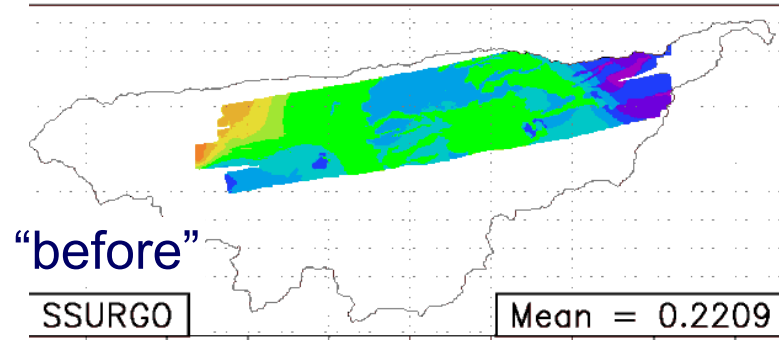 “before”
SSURGO
Mean = 0.2209